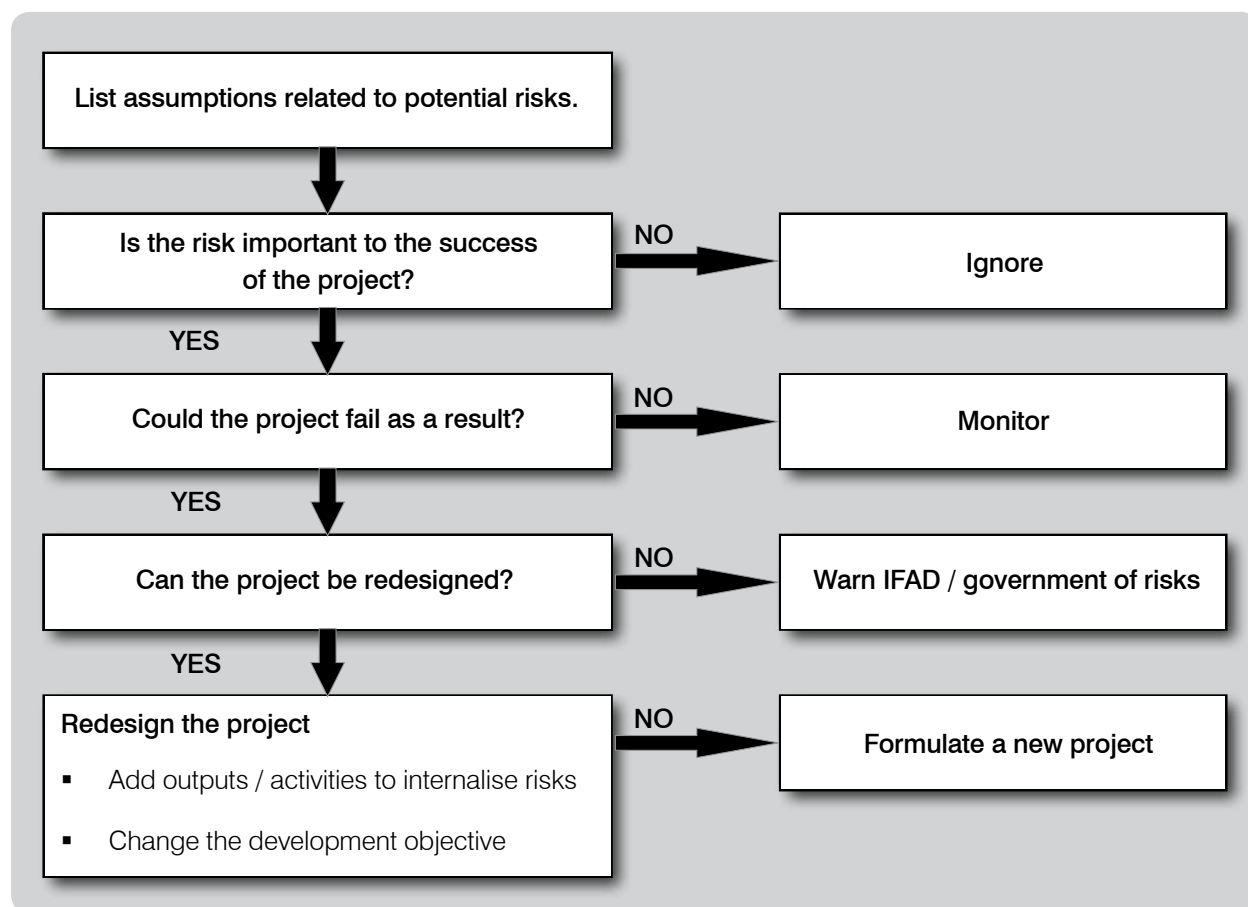 List assumptions related to potential risks.
Is the risk important to the success
of the project?
NO
Ignore
YES
Could the project fail as a result?
NO
Monitor
YES
Can the project be redesigned?
NO
Warn IFAD / government of risks
YES
Redesign the project
▪ Add outputs / activities to internalise risks
▪ Change the development objective
NO
Formulate a new project